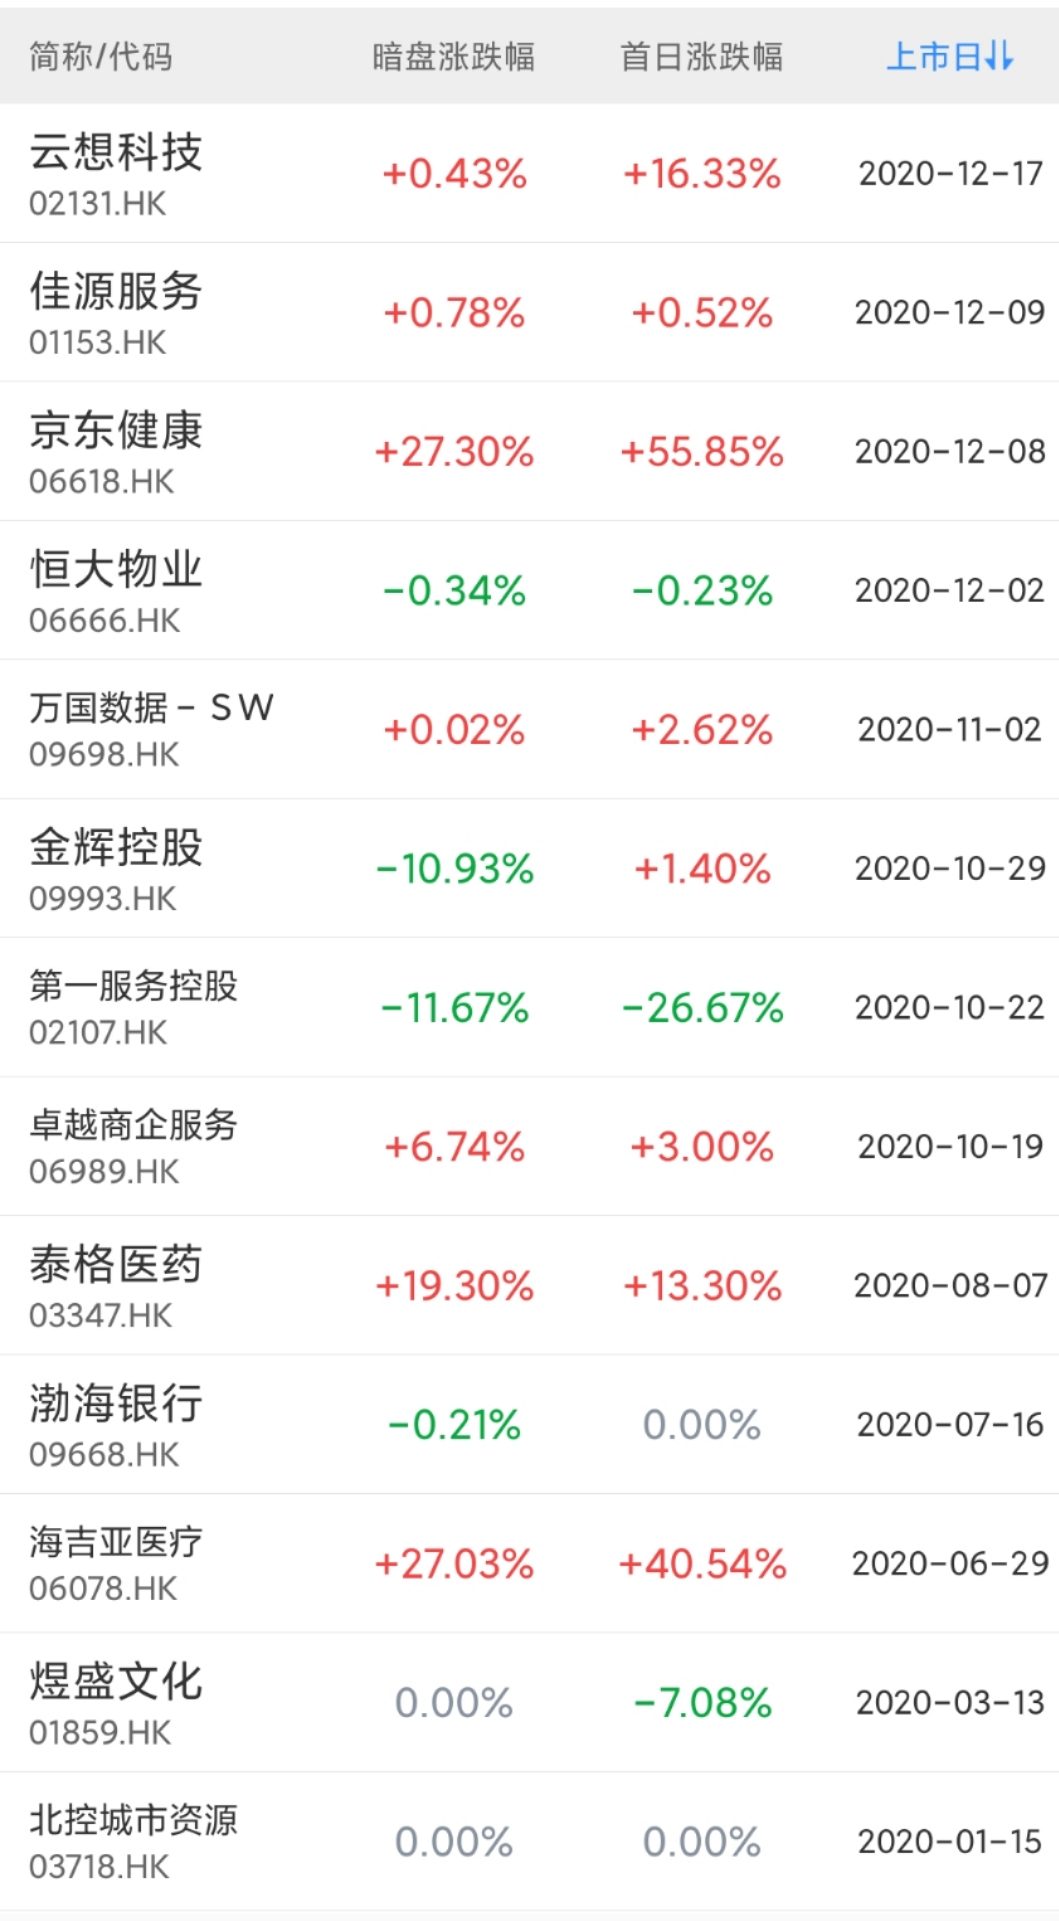 简称/代码 暗盘涨跌幅 首日涨跌幅 上市日
云想科技
02131.HK +0.43% +16.33% 2020-12-17
佳源服务
01153.HK +0.78% +0.52% 2020-12-09
京东健康
06618.HK +27.30% +55.85% 2020-12-08
恒大物业
06666.HK -0.34% -0.23% 2020-12-02
万国数据-SW
09698.HK +0.02% +2.62% 2020-11-02
金辉控股
09993.HK -10.93% +1.40% 2020-10-29
第一服务控股
02107.HK -11.67% -26.67% 2020-10-22
卓越商企服务
06989.HK +6.74% +3.00% 2020-10-19
泰格医药
03347.HK +19.30% +13.30% 2020-08-07
渤海银行
09668.HK -0.21% 0.00% 2020-07-16
海吉亚医疗
06078.HK +27.03% +40.54% 2020-06-29
煜盛文化
01859.HK 0.00% -7.08% 2020-03-13
北控城市资源
03718.HK 0.00% 0.00% 2020-01-15